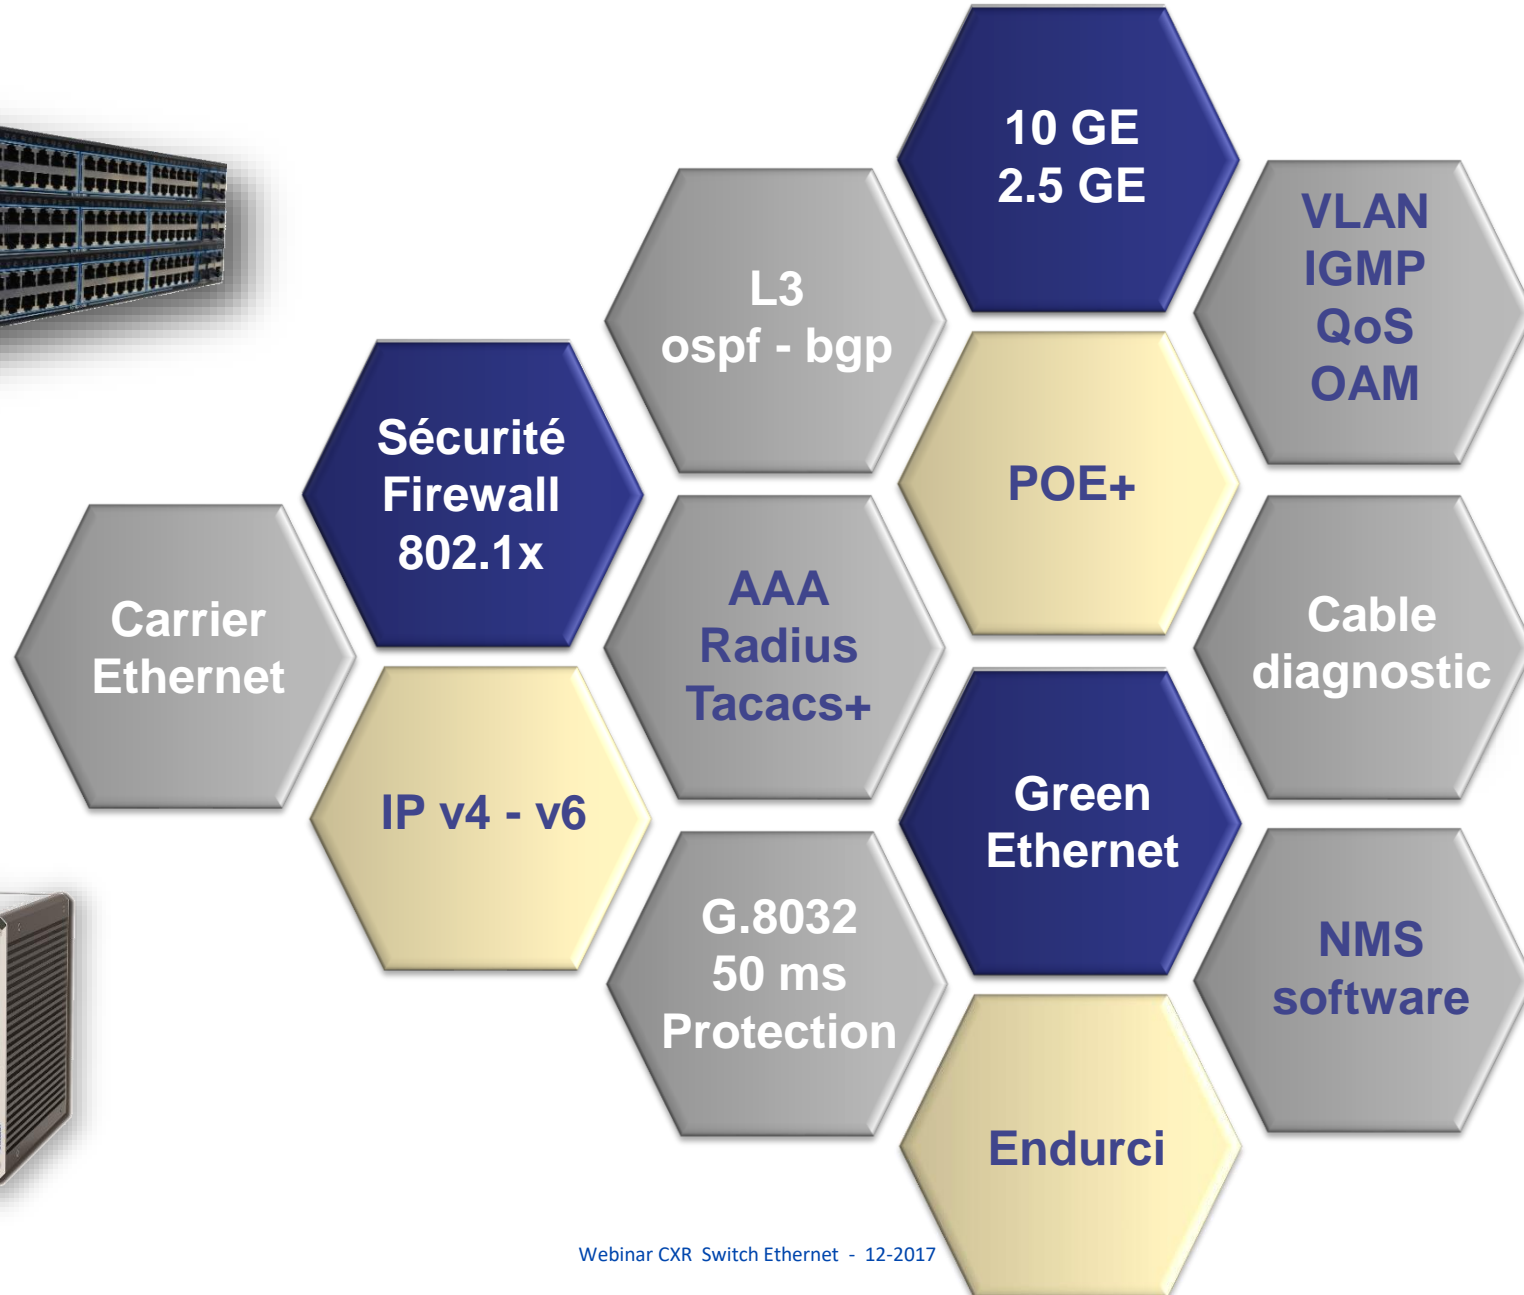 10 GE
2.5 GE
VLAN
IGMP
QoS
OAM
L3
ospf - bgp
Sécurité
Firewall
802.1x
POE+
Carrier
Ethernet
AAA
Radius
Tacacs+
Cable
diagnostic
IP v4 - v6
Green
Ethernet
G.8032
50 ms
Protection
NMS
software
Endurci
Webinar CXR Switch Ethernet - 12-2017